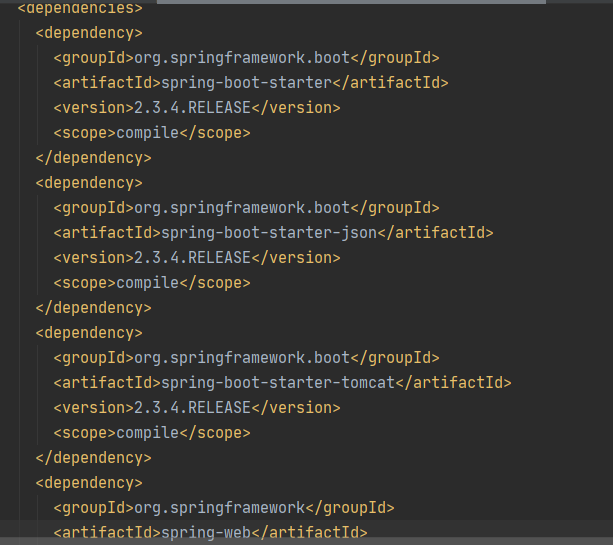 <dependencies>
<dependency>
<groupId>org.springframework.boot</groupId>
<artifactId>spring-boot-starter</artifactId>
<version>2.3.4.RELEASE</version>
<scope>compile</scope>
</dependency>
<dependency>
<groupId>org.springframework.boot</groupId>
<artifactId>spring-boot-starter-json</artifactId>
<version>2.3.4.RELEASE</version>
<scope>compile</scope>
</dependency>
<dependency>
<groupId>org.springframework.boot</groupId>
<artifactId>spring-boot-starter-tomcat</artifactId>
<version>2.3.4.RELEASE</version>
<scope>compile</scope>
</dependency>
<dependency>
<groupId>org.springframework</groupId>
<artifactId>spring-web</artifactId>